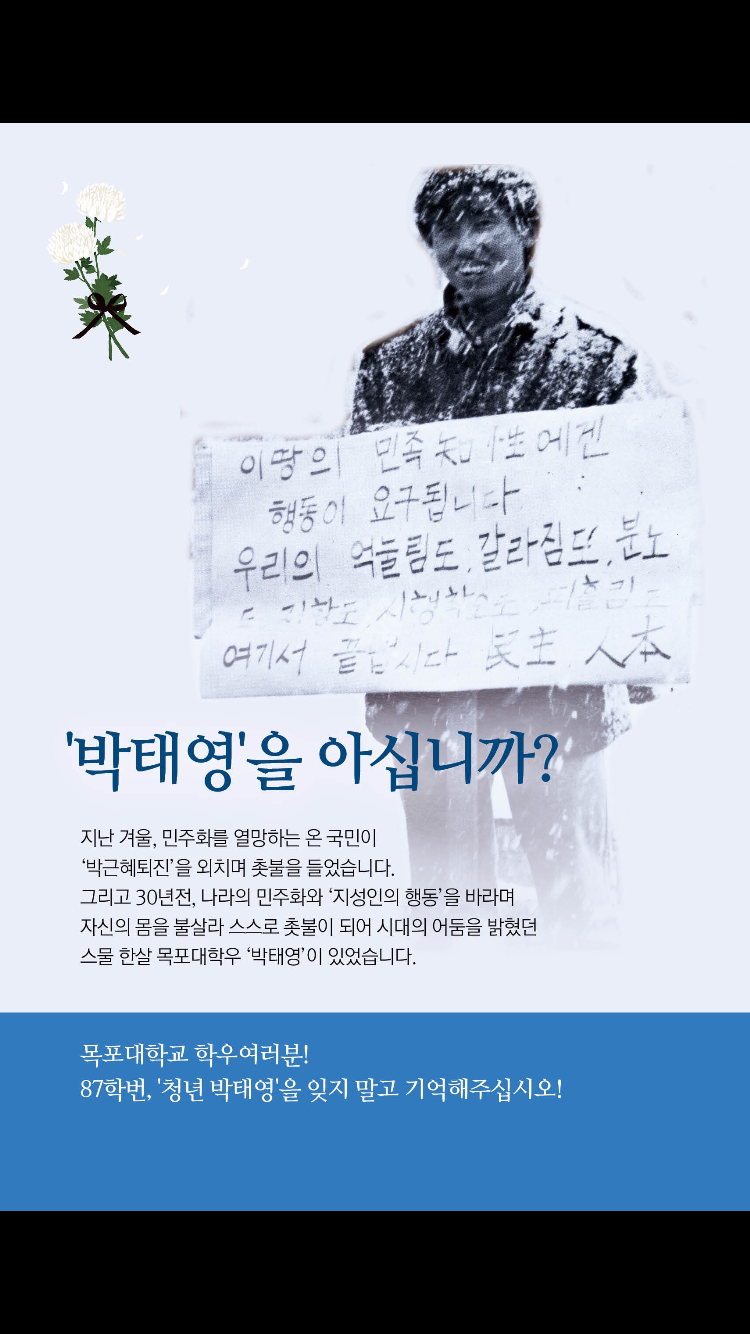 이땅의 민족 知性에겐
행동이 요구됩니다
우리의 억눌림도, 갈라짐도, 분노
도
여기서 끝냅시다 民主 人本
'박태영'을 아십니까?
지난 겨울, 민주화를 열망하는 온 국민이
‘박근혜퇴진’을 외치며 촛불을 들었습니다.
그리고 30년전, 나라의 민주화와 ‘지성인의 행동’을 바라며
자신의 몸을 불살라 스스로 촛불이 되어 시대의 어둠을 밝혔던
스물 한살 목포대학우 ‘박태영’이 있었습니다.
목포대학교 학우여러분!
87학번, '청년 박태영'을 잊지 말고 기억해주십시오!